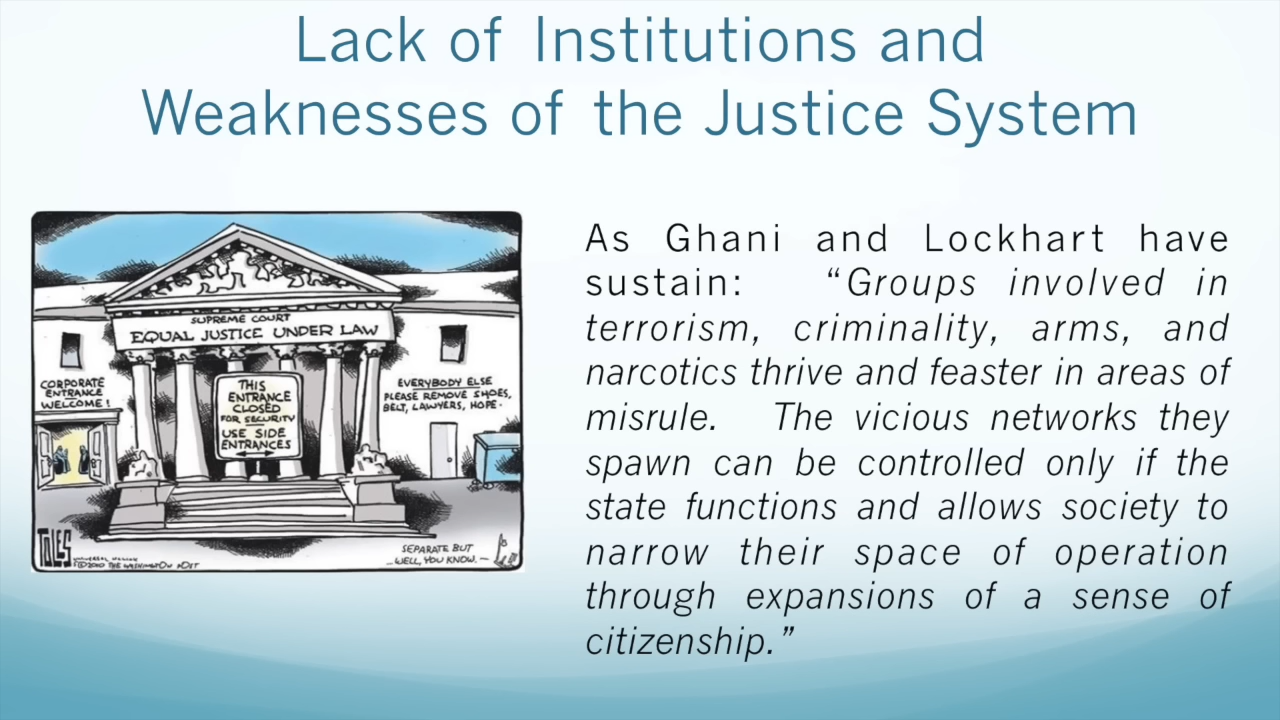 Lack of Institutions and
Weaknesses of the Justice System
SUPREME COURT
EQUAL JUSTICE UNDER LAW
CORPORATE
ENTRANCE
WELCOME!
THIS
ENTRANCE
CLOSED
FOR SECURITY
USE SIDE
ENTRANCES
EVERYBODY ELSE
PLEASE REMOVE SHOES,
BELT, LAWYERS, HOPE.
TOLES
©2010 THE WASHINGTON POST
SEPARATE BUT
...WELL, YOU KNOW. —
As Ghani and Lockhart have
sustain: “Groups involved in
terrorism, criminality, arms, and
narcotics thrive and feaster in areas of
misrule. The vicious networks they
spawn can be controlled only if the
state functions and allows society to
narrow their space of operation
through expansions of a sense of
citizenship.”